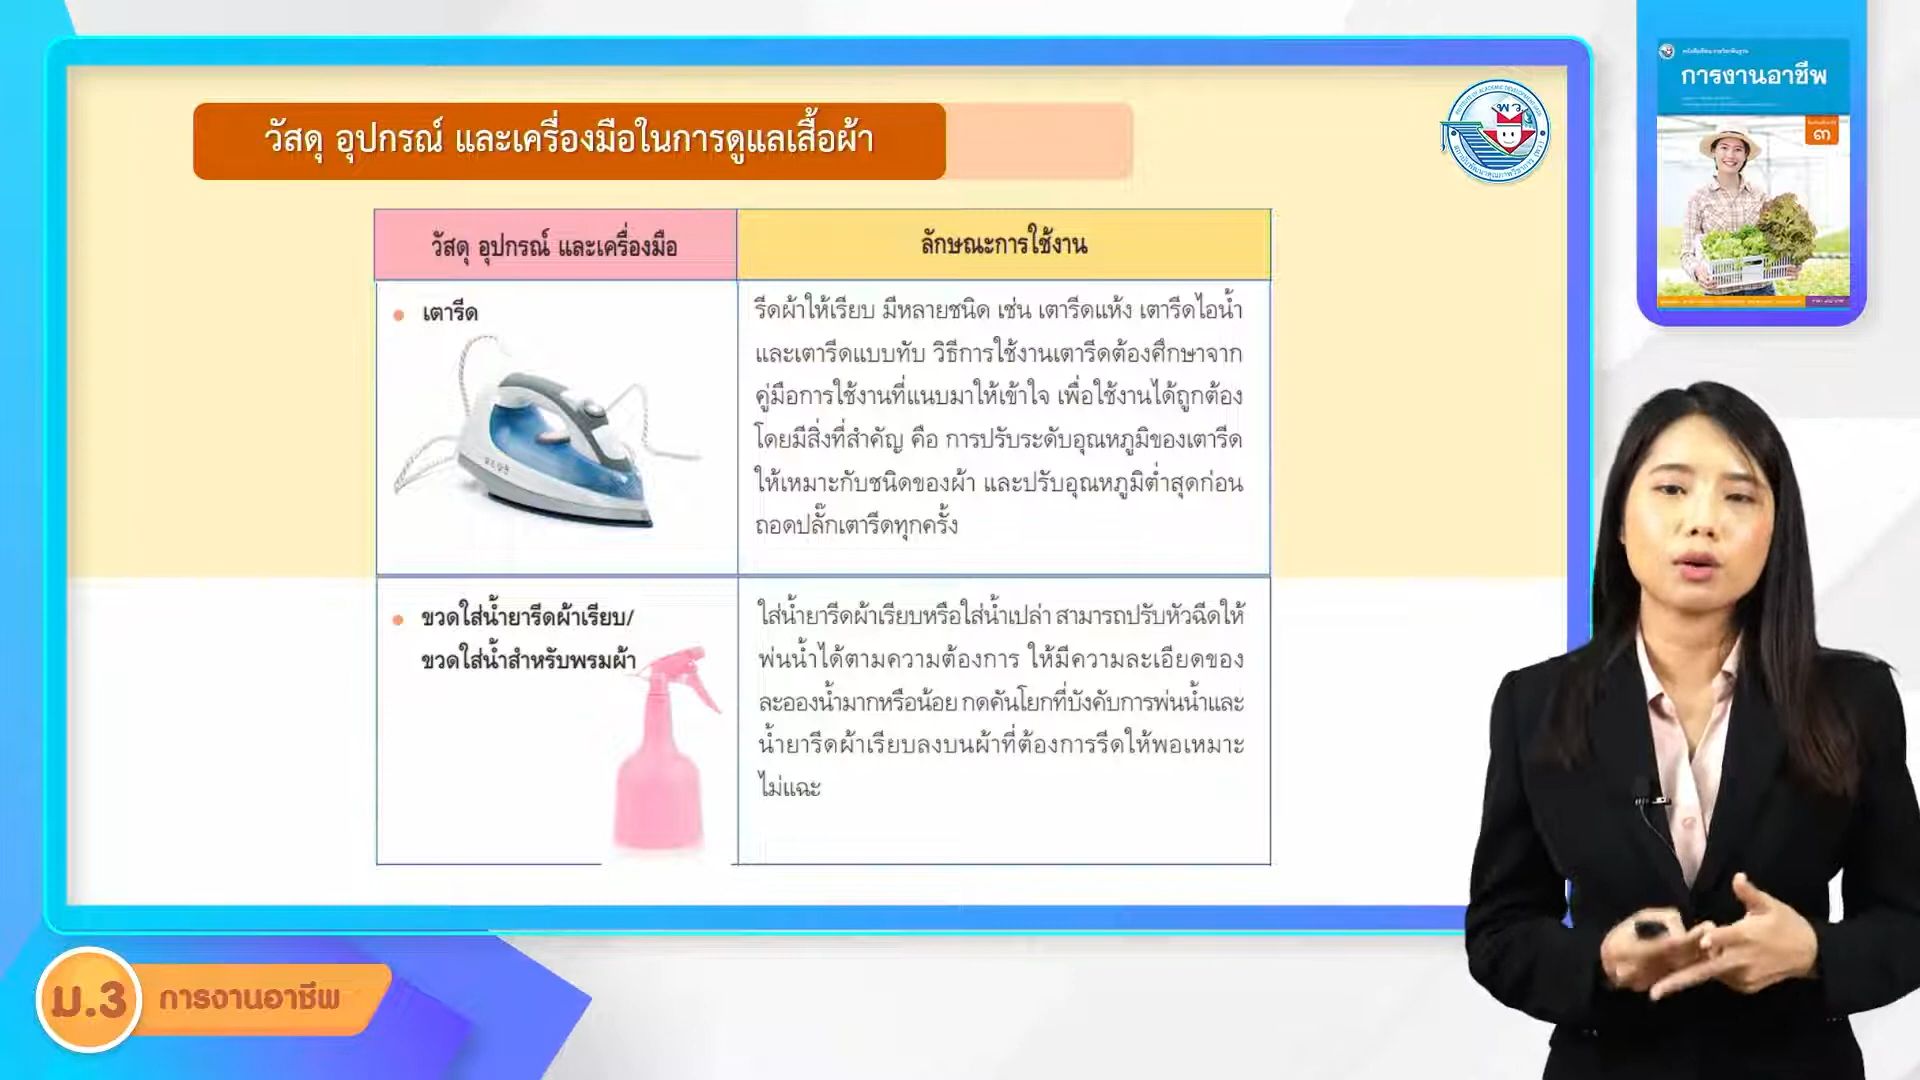 วัสดุ อุปกรณ์ และเครื่องมือในการดูแลเสื้อผ้า
วัสดุ อุปกรณ์ และเครื่องมือ
ลักษณะการใช้งาน
เตารีด
รีดผ้าให้เรียบ มีหลายชนิด เช่น เตารีดแห้ง เตารีดไอน้ำ
และเตารีดแบบทับ วิธีการใช้งานเตารีดต้องศึกษาจาก
คู่มือการใช้งานที่แนบมาให้เข้าใจ เพื่อใช้งานได้ถูกต้อง
โดยมีสิ่งที่สำคัญ คือ การปรับระดับอุณหภูมิของเตารีด
ให้เหมาะกับชนิดของผ้า และปรับอุณหภูมิต่ำสุดก่อน
ถอดปลั๊กเตารีดทุกครั้ง
ขวดใส่น้ำยารีดผ้าเรียบ/
ขวดใส่น้ำสำหรับพรมผ้า
ใส่น้ำยารีดผ้าเรียบหรือใส่น้ำเปล่า สามารถปรับหัวฉีดให้
พ่นน้ำได้ตามความต้องการ ให้มีความละเอียดของ
ละอองน้ำมากหรือน้อย กดคันโยกที่บังคับการพ่นน้ำและ
น้ำยารีดผ้าเรียบลงบนผ้าที่ต้องการรีดให้พอเหมาะ
ไม่แฉะ
พว.
การงานอาชีพ
๓
ม.3
การงานอาชีพ